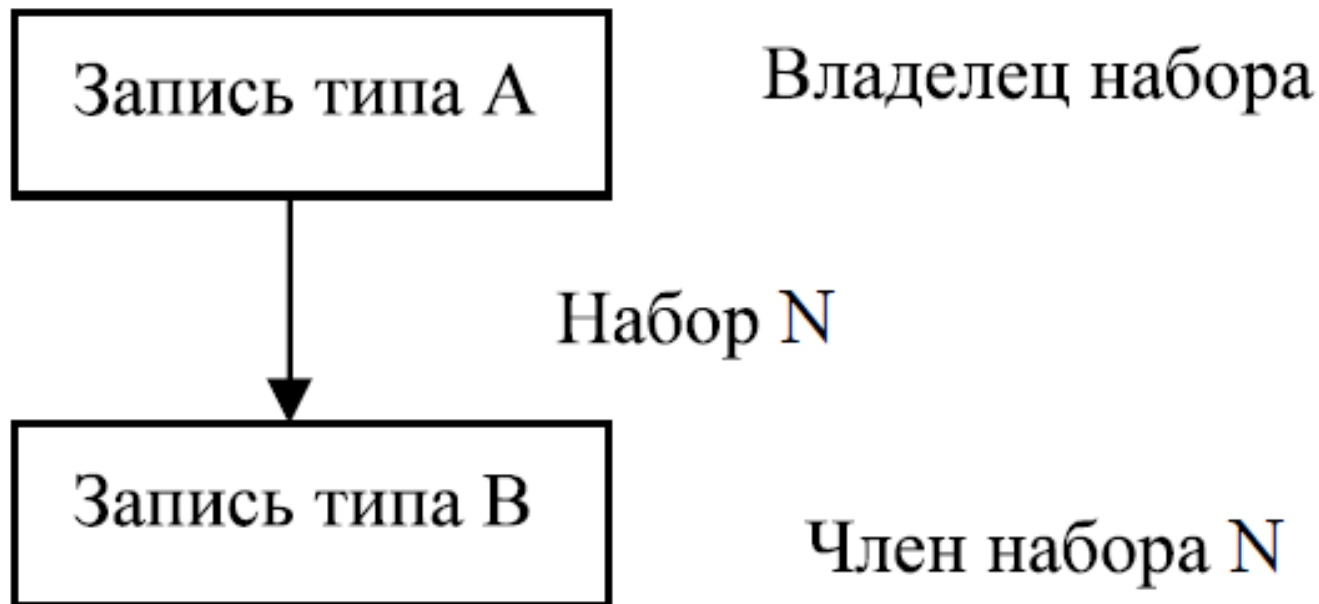 Запись типа А
Владелец набора
Набор N
Запись типа В
Член набора N